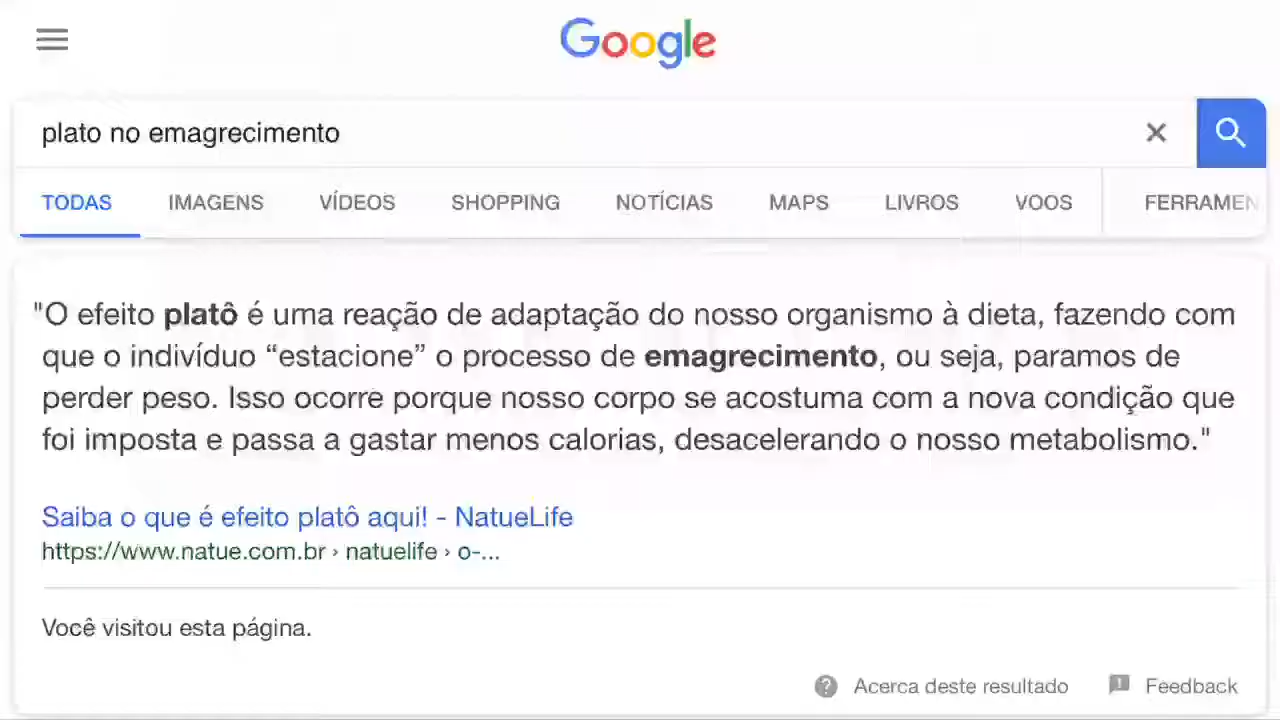 Google
plato no emagrecimento
TODAS IMAGENS VÍDEOS SHOPPING NOTÍCIAS MAPS LIVROS VOOS FERRAMEN
"O efeito platô é uma reação de adaptação do nosso organismo à dieta, fazendo com
que o indivíduo “estacione” o processo de emagrecimento, ou seja, paramos de
perder peso. Isso ocorre porque nosso corpo se acostuma com a nova condição que
foi imposta e passa a gastar menos calorias, desacelerando o nosso metabolismo."
Saiba o que é efeito platô aqui! - NatueLife
https://www.natue.com.br › natuelife › o-...
Você visitou esta página.
Acerca deste resultado Feedback